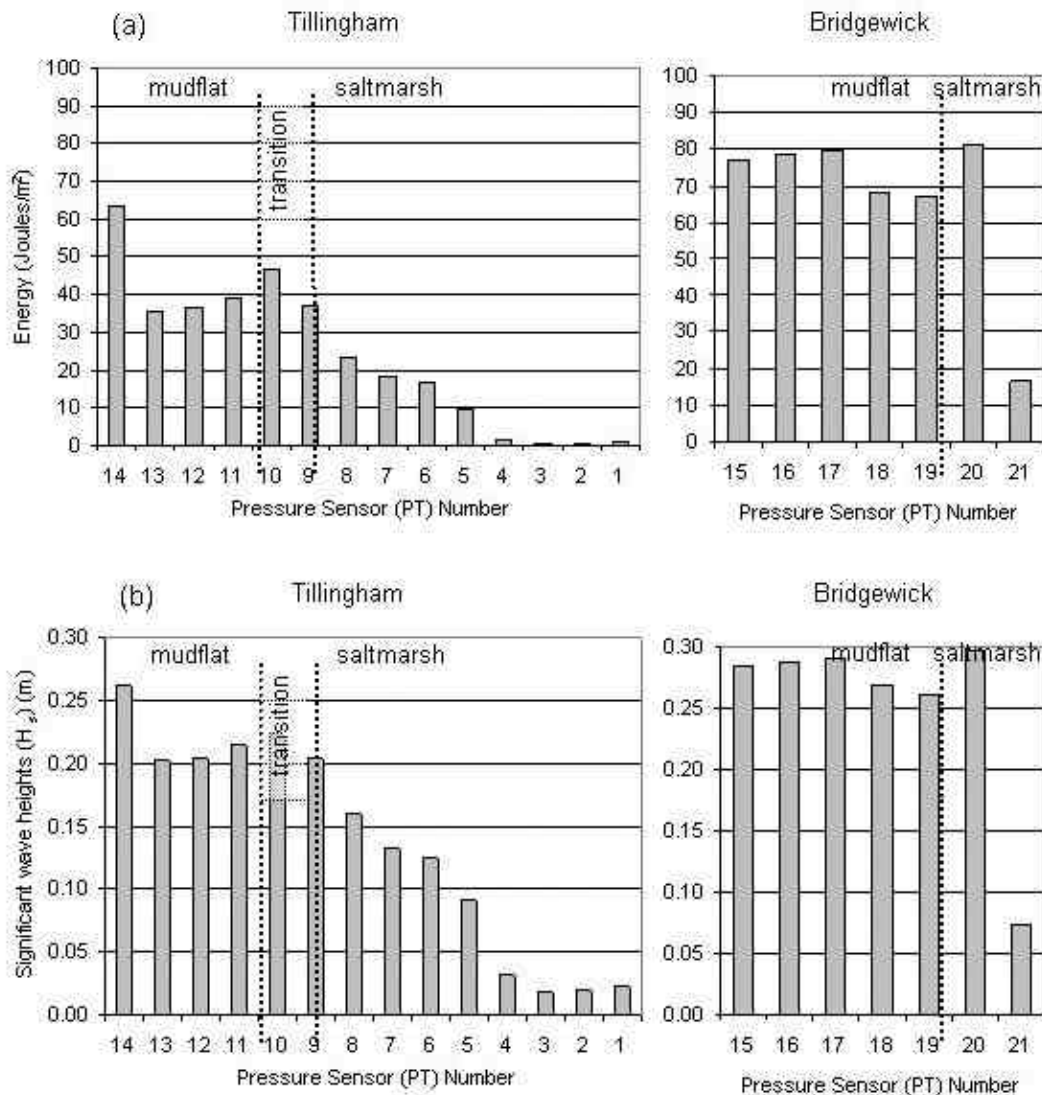 (a) Tillingham
Energy (Joules/m²)
100
90
80
70
60
50
40
30
20
10
0
mudflat
transition
saltmarsh
14 13 12 11 10 9 8 7 6 5 4 3 2 1
Pressure Sensor (PT) Number
Bridgewick
100
90
80
70
60
50
40
30
20
10
0
mudflat saltmarsh
15 16 17 18 19 20 21
Pressure Sensor (PT) Number
(b) Tillingham
Significant wave heights (H s) (m)
0.30
0.25
0.20
0.15
0.10
0.05
0.00
mudflat
transition
saltmarsh
14 13 12 11 10 9 8 7 6 5 4 3 2 1
Pressure Sensor (PT) Number
Bridgewick
0.30
0.25
0.20
0.15
0.10
0.05
0.00
mudflat saltmarsh
15 16 17 18 19 20 21
Pressure Sensor (PT) Number